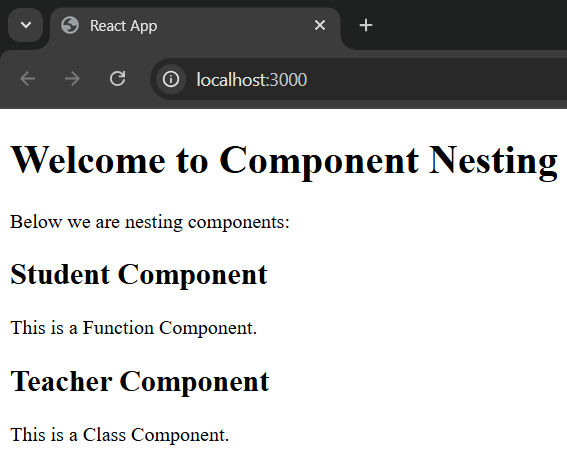 React App
localhost:3000
Welcome to Component Nesting
Below we are nesting components:
Student Component
This is a Function Component.
Teacher Component
This is a Class Component.